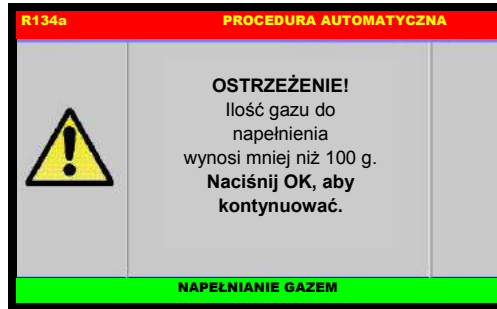 R134a PROCEDURA AUTOMATYCZNA
OSTRZEŻENIE!
Ilość gazu do
napełnienia
wynosi mniej niż 100 g.
Naciśnij OK, aby
kontynuować.
NAPEŁNIANIE GAZEM